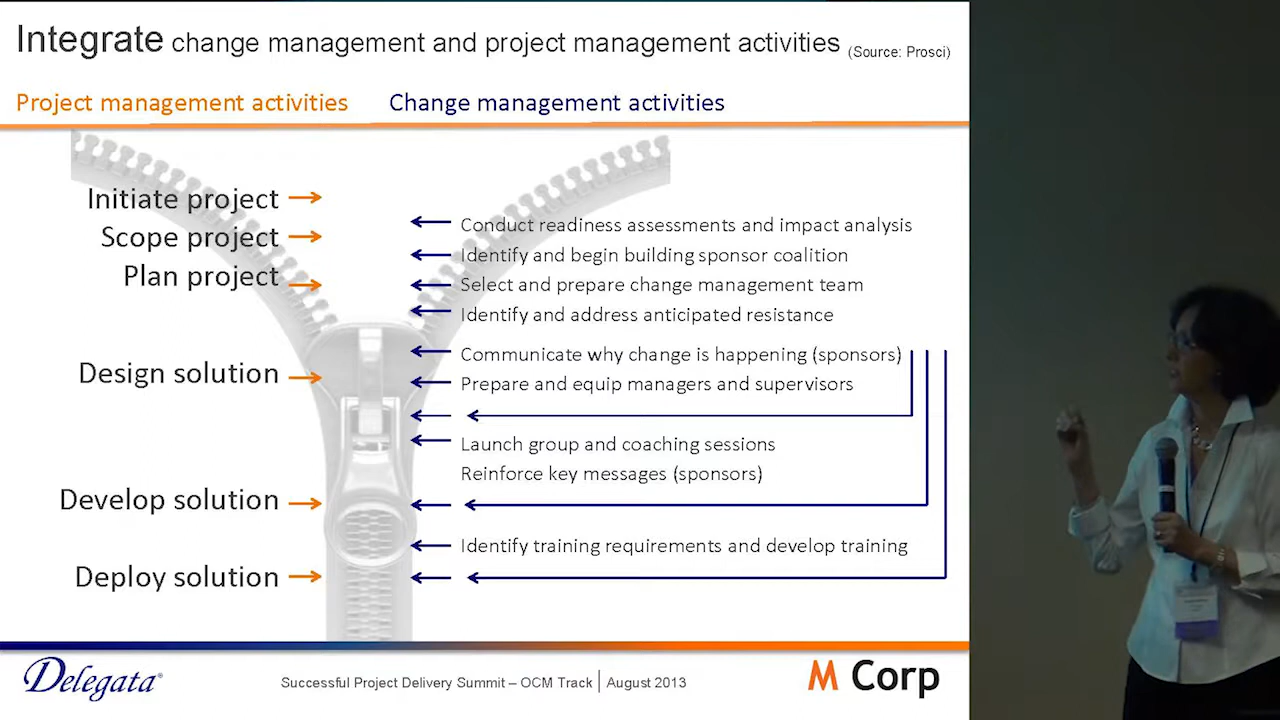 Integrate change management and project management activities (Source: Prosci)
Project management activities
Change management activities
Initiate project
Scope project
Plan project
Design solution
Develop solution
Deploy solution
Conduct readiness assessments and impact analysis
Identify and begin building sponsor coalition
Select and prepare change management team
Identify and address anticipated resistance
Communicate why change is happening (sponsors)
Prepare and equip managers and supervisors
Launch group and coaching sessions
Reinforce key messages (sponsors)
Identify training requirements and develop training
Delegata®
Successful Project Delivery Summit – OCM Track | August 2013
M Corp